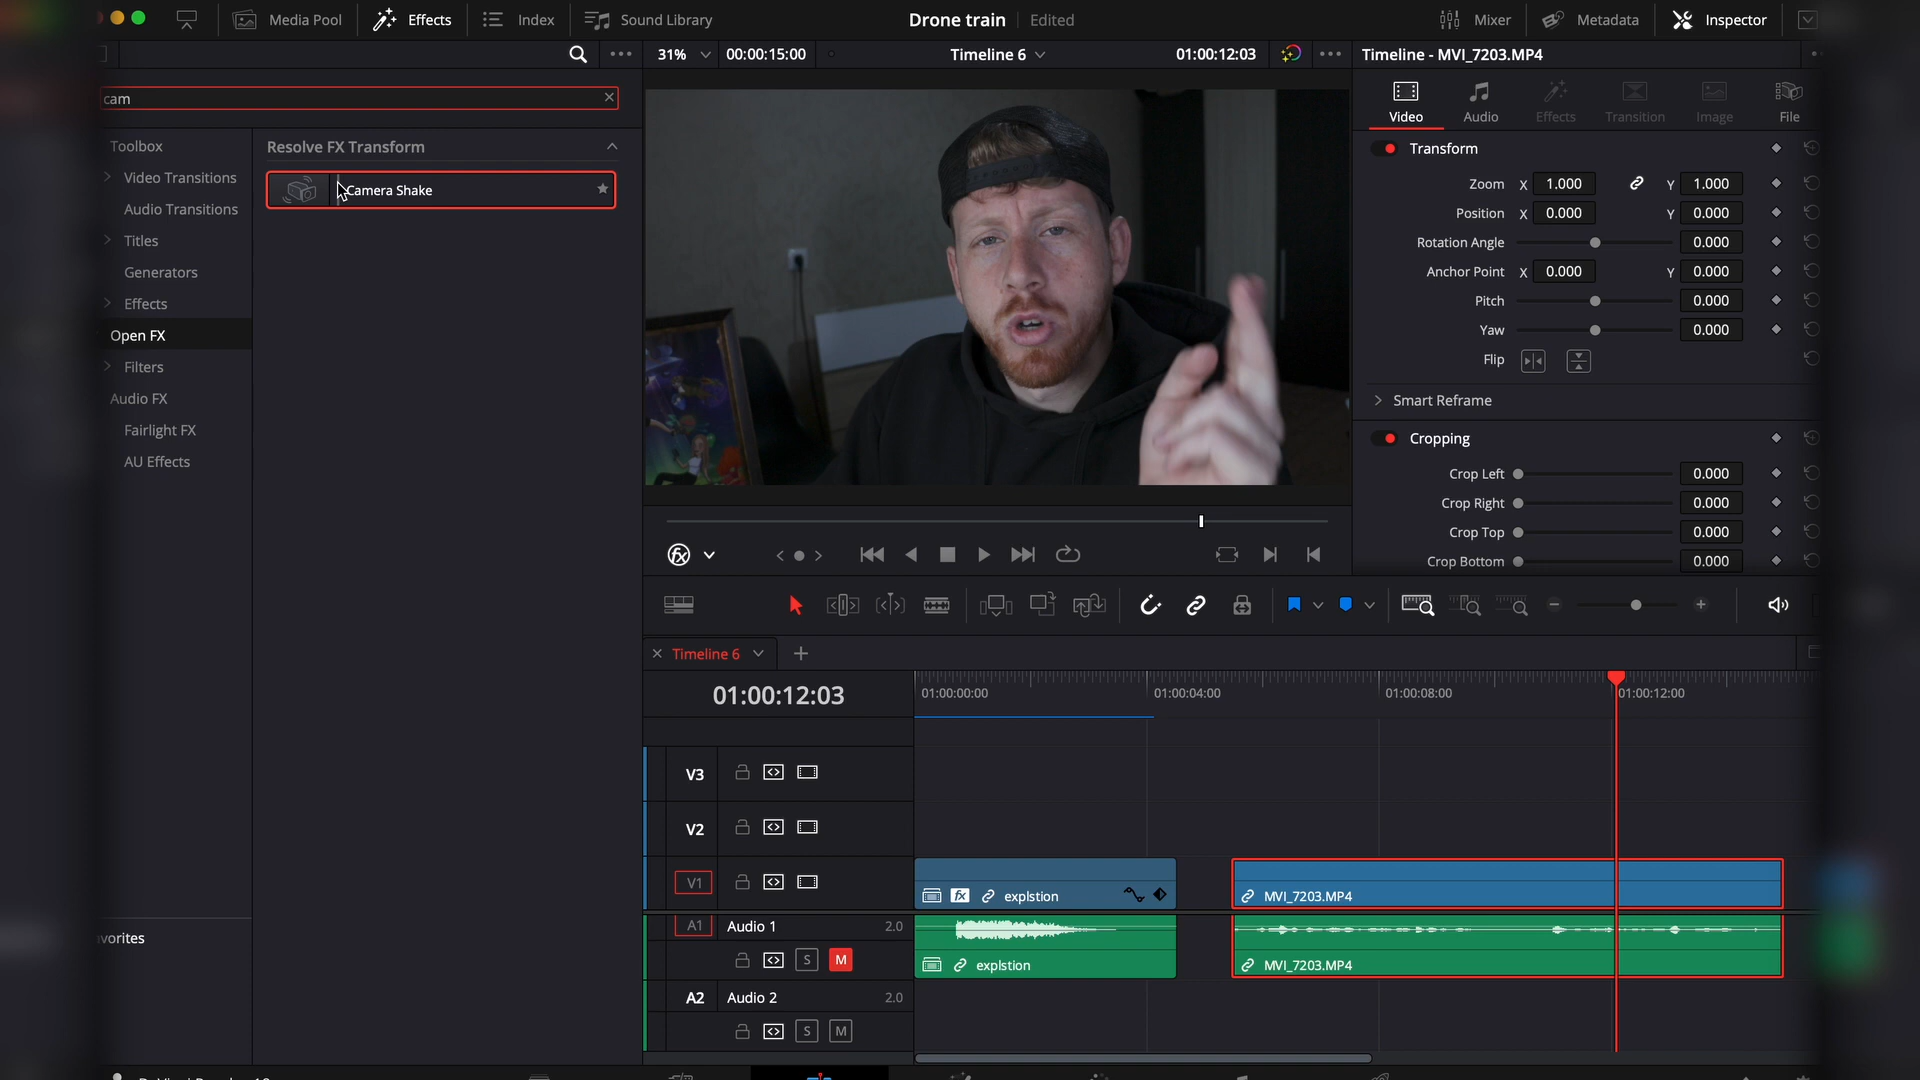 Media Pool
Effects
Index
Sound Library
Drone train
Edited
Mixer
Metadata
Inspector
31%
00:00:15:00
Timeline 6
01:00:12:03
Timeline - MVI_7203.MP4
cam
Toolbox
Video Transitions
Audio Transitions
Titles
Generators
Effects
Open FX
Filters
Audio FX
Fairlight FX
AU Effects
vorites
Resolve FX Transform
Camera Shake
Video
Audio
Effects
Transition
Image
File
Transform
Zoom X 1.000 Y 1.000
Position X 0.000 Y 0.000
Rotation Angle 0.000
Anchor Point X 0.000 Y 0.000
Pitch 0.000
Yaw 0.000
Flip
Smart Reframe
Cropping
Crop Left 0.000
Crop Right 0.000
Crop Top 0.000
Crop Bottom 0.000
fx
Timeline 6
01:00:12:03
01:00:00:00
01:00:04:00
01:00:08:00
01:00:12:00
V3
V2
V1
fx explstion
MVI_7203.MP4
A1 Audio 1 2.0
S M
explstion
MVI_7203.MP4
A2 Audio 2 2.0
S M